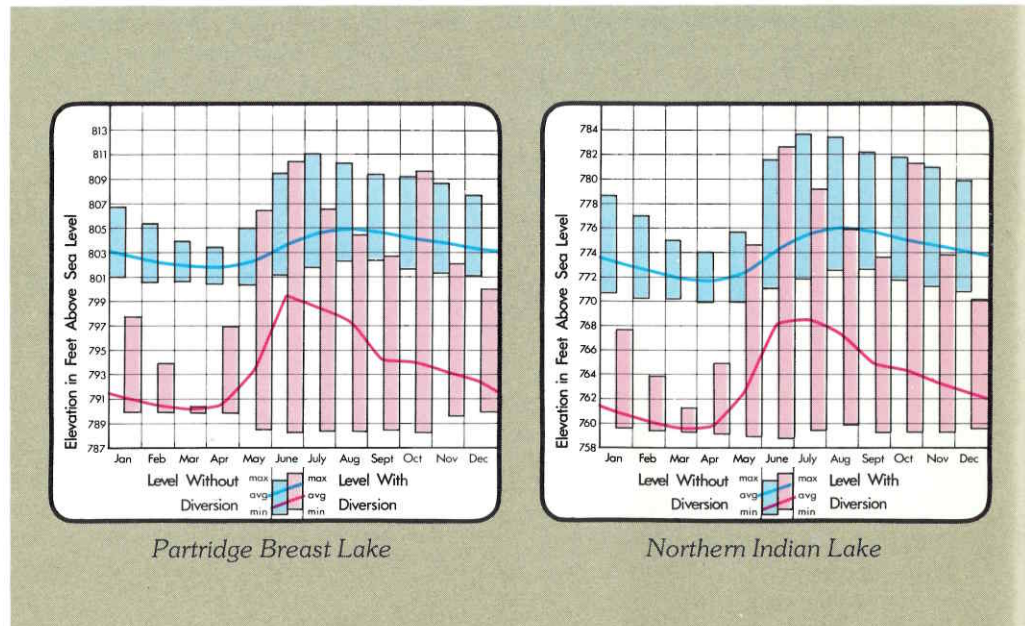 Elevation in Feet Above Sea Level
813
811
809
807
805
803
801
799
797
795
793
791
789
787
Jan Feb Mar Apr May June July Aug Sept Oct Nov Dec
Level Without Diversion
max
avg
min
max
avg
min
Level With Diversion
Partridge Breast Lake
Elevation in Feet Above Sea Level
784
782
780
778
776
774
772
770
768
766
764
762
760
758
Jan Feb Mar Apr May June July Aug Sept Oct Nov Dec
Level Without Diversion
max
avg
min
max
avg
min
Level With Diversion
Northern Indian Lake